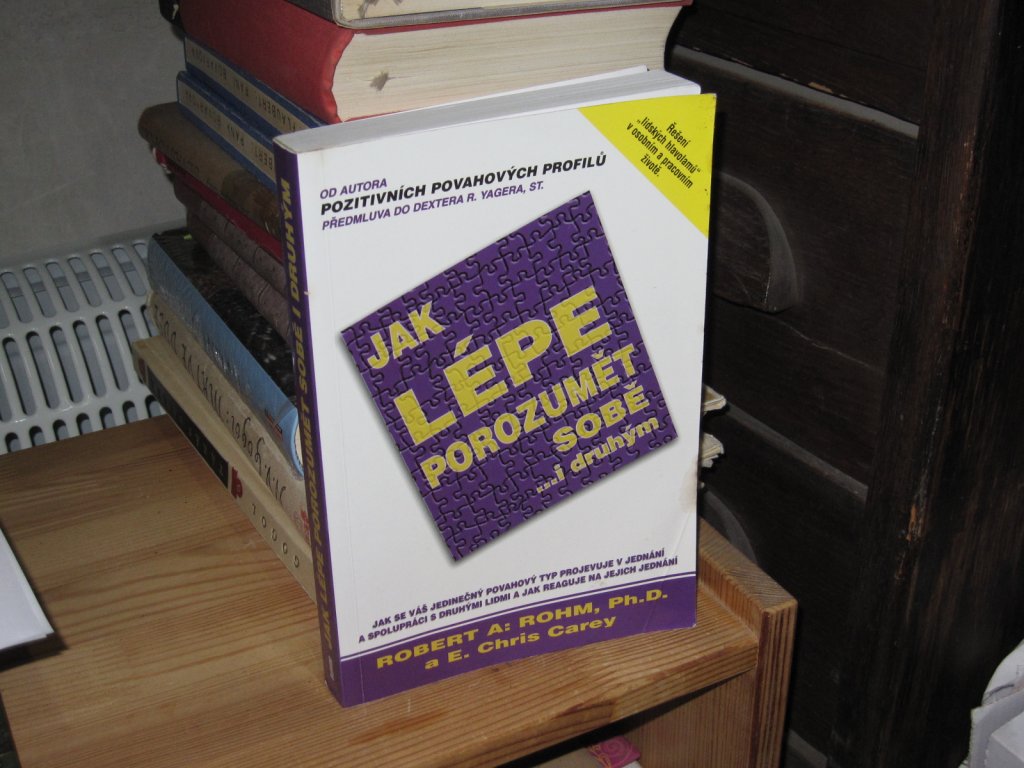 OD AUTORA
POZITIVNÍCH POVAHOVÝCH PROFILŮ
PŘEDMLUVA DO DEXTERA R. YAGERA, ST.
Řešení
„lidských hlavolamů“
v osobním a pracovním
životě
JAK
LÉPE
POROZUMĚT
SOBĚ
...i druhým
JAK SE VÁŠ JEDINEČNÝ POVAHOVÝ TYP PROJEVUJE V JEDNÁNÍ
A SPOLUPRÁCI S DRUHÝMI LIDMI A JAK REAGUJE NA JEJICH JEDNÁNÍ
ROBERT A: ROHM, Ph.D.
a E. Chris Carey
JAK LÉPE POROZUMĚT SOBĚ I DRUHÝM